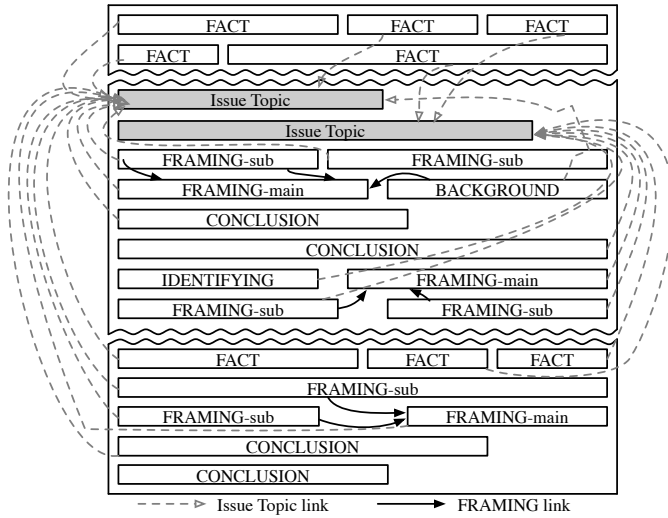 FACT FACT FACT
FACT FACT
Issue Topic
Issue Topic
FRAMING-sub FRAMING-sub
FRAMING-main BACKGROUND
CONCLUSION
CONCLUSION
IDENTIFYING FRAMING-main
FRAMING-sub FRAMING-sub
FACT FACT FACT
FRAMING-sub
FRAMING-sub FRAMING-main
CONCLUSION
CONCLUSION
Issue Topic link FRAMING link